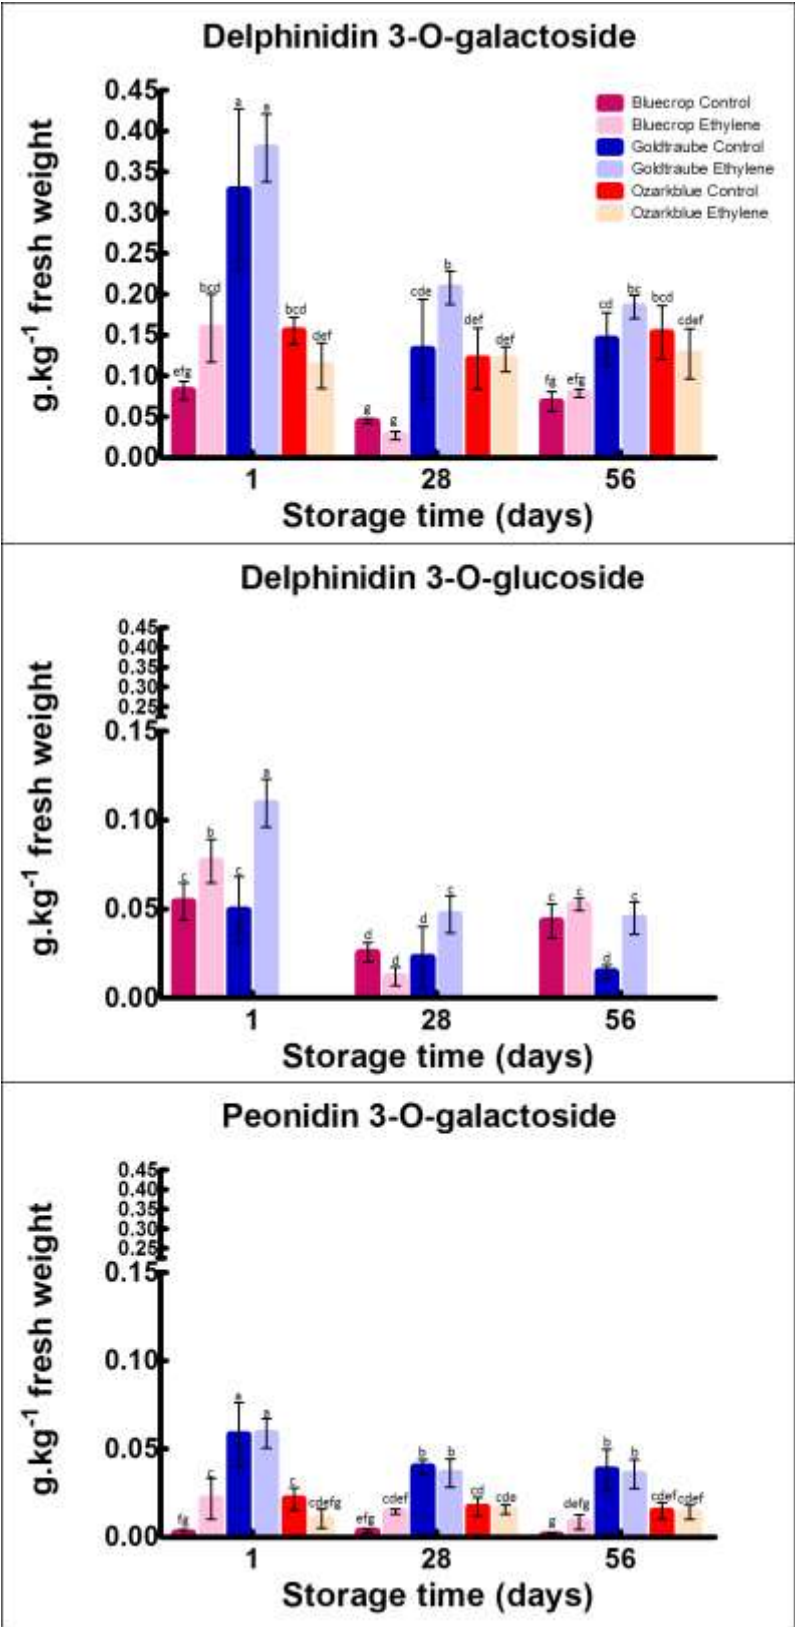 Delphinidin 3-O-galactoside
g.kg-1 fresh weight
0.45
0.40
0.35
0.30
0.25
0.20
0.15
0.10
0.05
0.00
Bluecrop Control
Bluecrop Ethylene
Goldtraube Control
Goldtraube Ethylene
Ozarkblue Control
Ozarkblue Ethylene
efg bcd a a bcd def
g g cde b def def
fg efg cd bc bcd cdef
1 28 56
Storage time (days)
Delphinidin 3-O-glucoside
g.kg-1 fresh weight
0.45
0.40
0.35
0.30
0.25
0.15
0.10
0.05
0.00
c b c a
d d d c
c c d c
1 28 56
Storage time (days)
Peonidin 3-O-galactoside
g.kg-1 fresh weight
0.45
0.40
0.35
0.30
0.25
0.15
0.10
0.05
0.00
fg c a a c cdefg
efg cdef b b cd cde
g defg b b cdef cdef
1 28 56
Storage time (days)